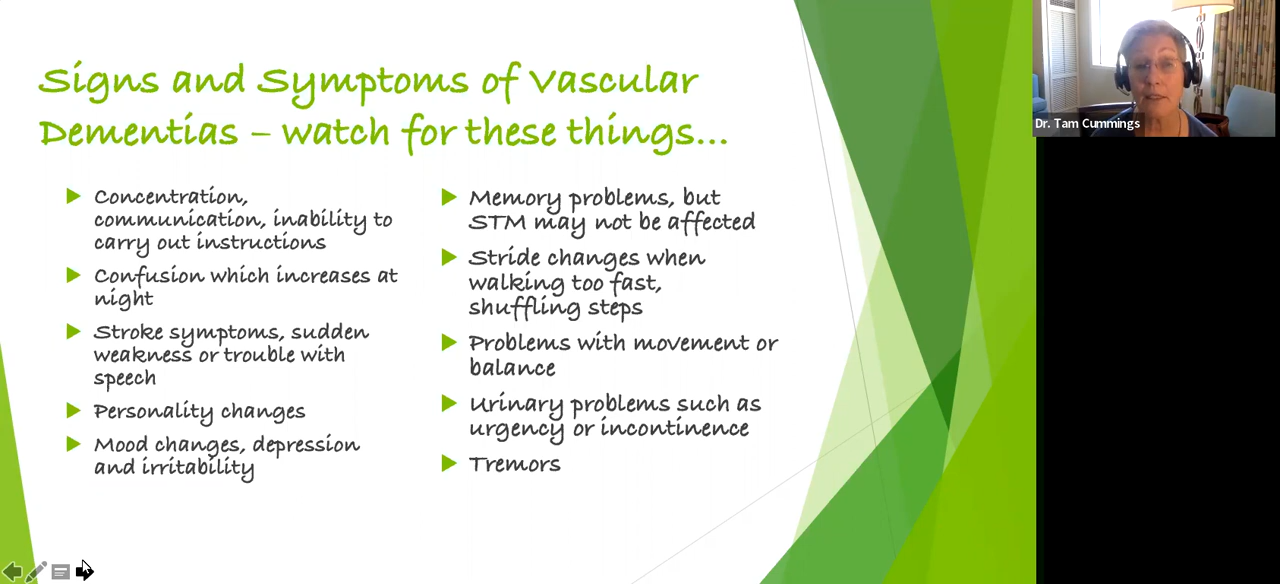 Signs and Symptoms of Vascular
Dementias – watch for these things...
Concentration,
communication, inability to
carry out instructions
Confusion which increases at
night
Stroke symptoms, sudden
weakness or trouble with
speech
Personality changes
Mood changes, depression
and irritability
Memory problems, but
STM may not be affected
Stride changes when
walking too fast,
shuffling steps
Problems with movement or
balance
Urinary problems such as
urgency or incontinence
Tremors
Dr. Tam Cummings